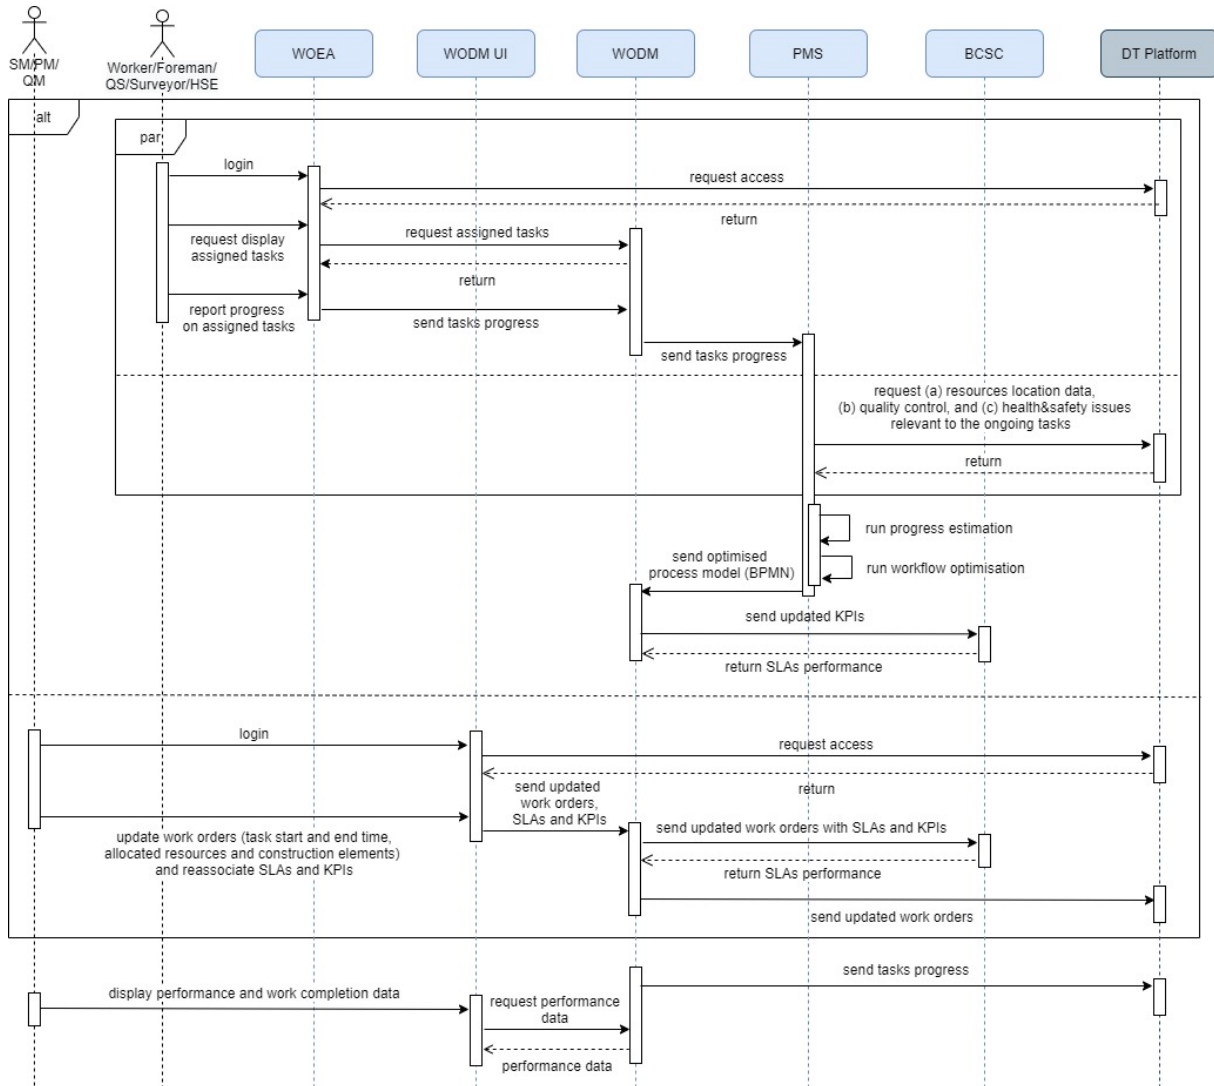 SM/PM/
QM
Worker/Foreman/
QS/Surveyor/HSE
WOEA
WODM UI
WODM
PMS
BCSC
DT Platform
alt
par
login
request access
return
request display
assigned tasks
request assigned tasks
return
report progress
on assigned tasks
send tasks progress
send tasks progress
request (a) resources location data,
(b) quality control, and (c) health&safety issues
relevant to the ongoing tasks
return
run progress estimation
run workflow optimisation
send optimised
process model (BPMN)
send updated KPIs
return SLAs performance
login
request access
return
send updated
work orders,
SLAs and KPIs
update work orders (task start and end time,
allocated resources and construction elements)
and reassociate SLAs and KPIs
send updated work orders with SLAs and KPIs
return SLAs performance
send updated work orders
send tasks progress
display performance and work completion data
request performance
data
performance data